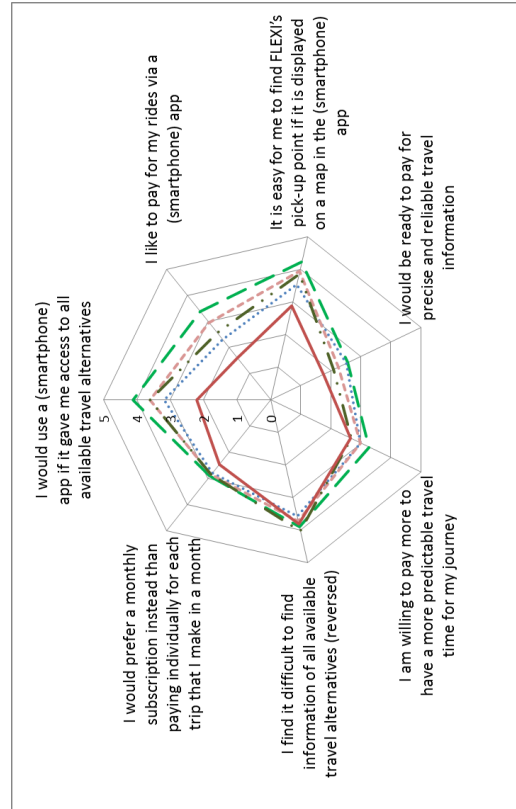 I would use a (smartphone)
app if it gave me access to all
available travel alternatives
I like to pay for my rides via a
(smartphone) app
It is easy for me to find FLEXI's
pick-up point if it is displayed
on a map in the (smartphone)
app
I would be ready to pay for
precise and reliable travel
information
I am willing to pay more to
have a more predictable travel
time for my journey
I find it difficult to find
information of all available
travel alternatives (reversed)
I would prefer a monthly
subscription instead than
paying individually for each
trip that I make in a month
5
4
3
2
1
0